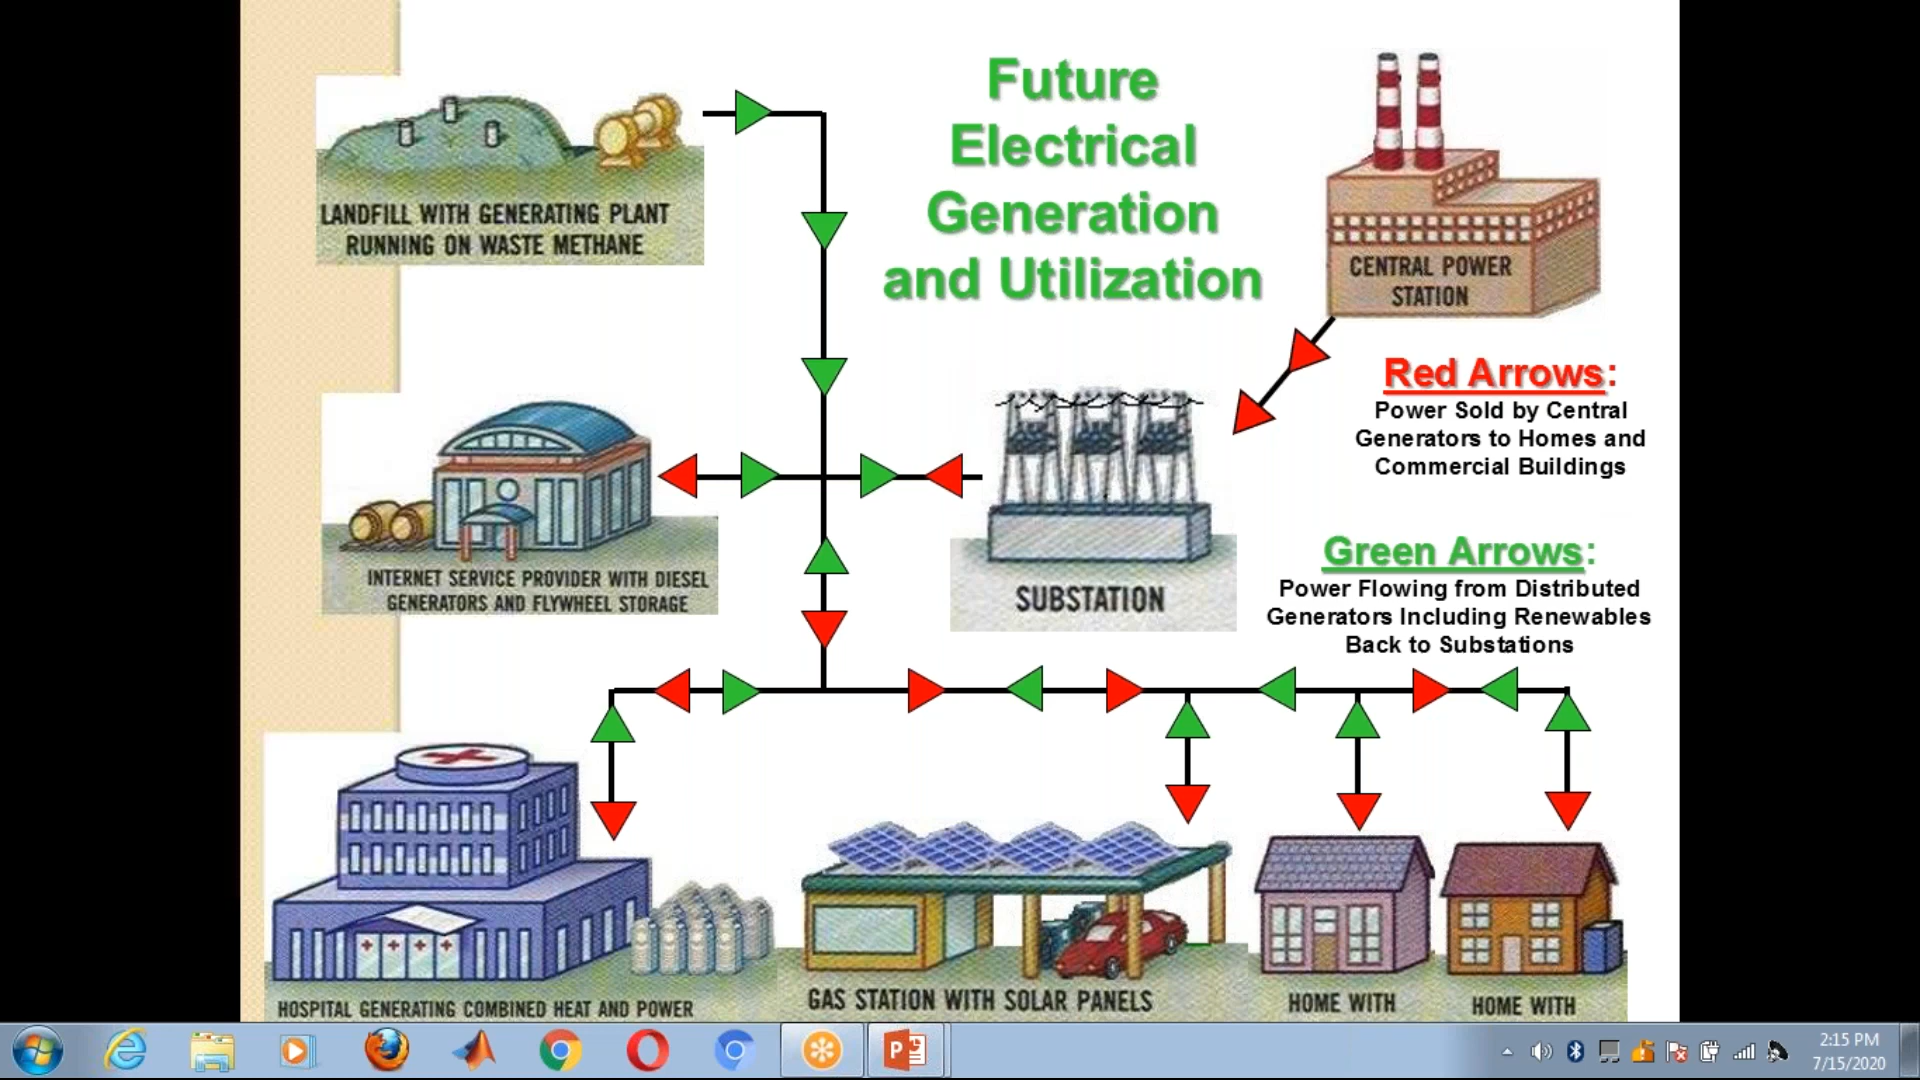 Future
Electrical
Generation
and Utilization
LANDFILL WITH GENERATING PLANT
RUNNING ON WASTE METHANE
CENTRAL POWER
STATION
Red Arrows:
Power Sold by Central
Generators to Homes and
Commercial Buildings
INTERNET SERVICE PROVIDER WITH DIESEL
GENERATORS AND FLYWHEEL STORAGE
SUBSTATION
Green Arrows:
Power Flowing from Distributed
Generators Including Renewables
Back to Substations
HOSPITAL GENERATING COMBINED HEAT AND POWER
GAS STATION WITH SOLAR PANELS
HOME WITH
HOME WITH
2:15 PM
7/15/2020